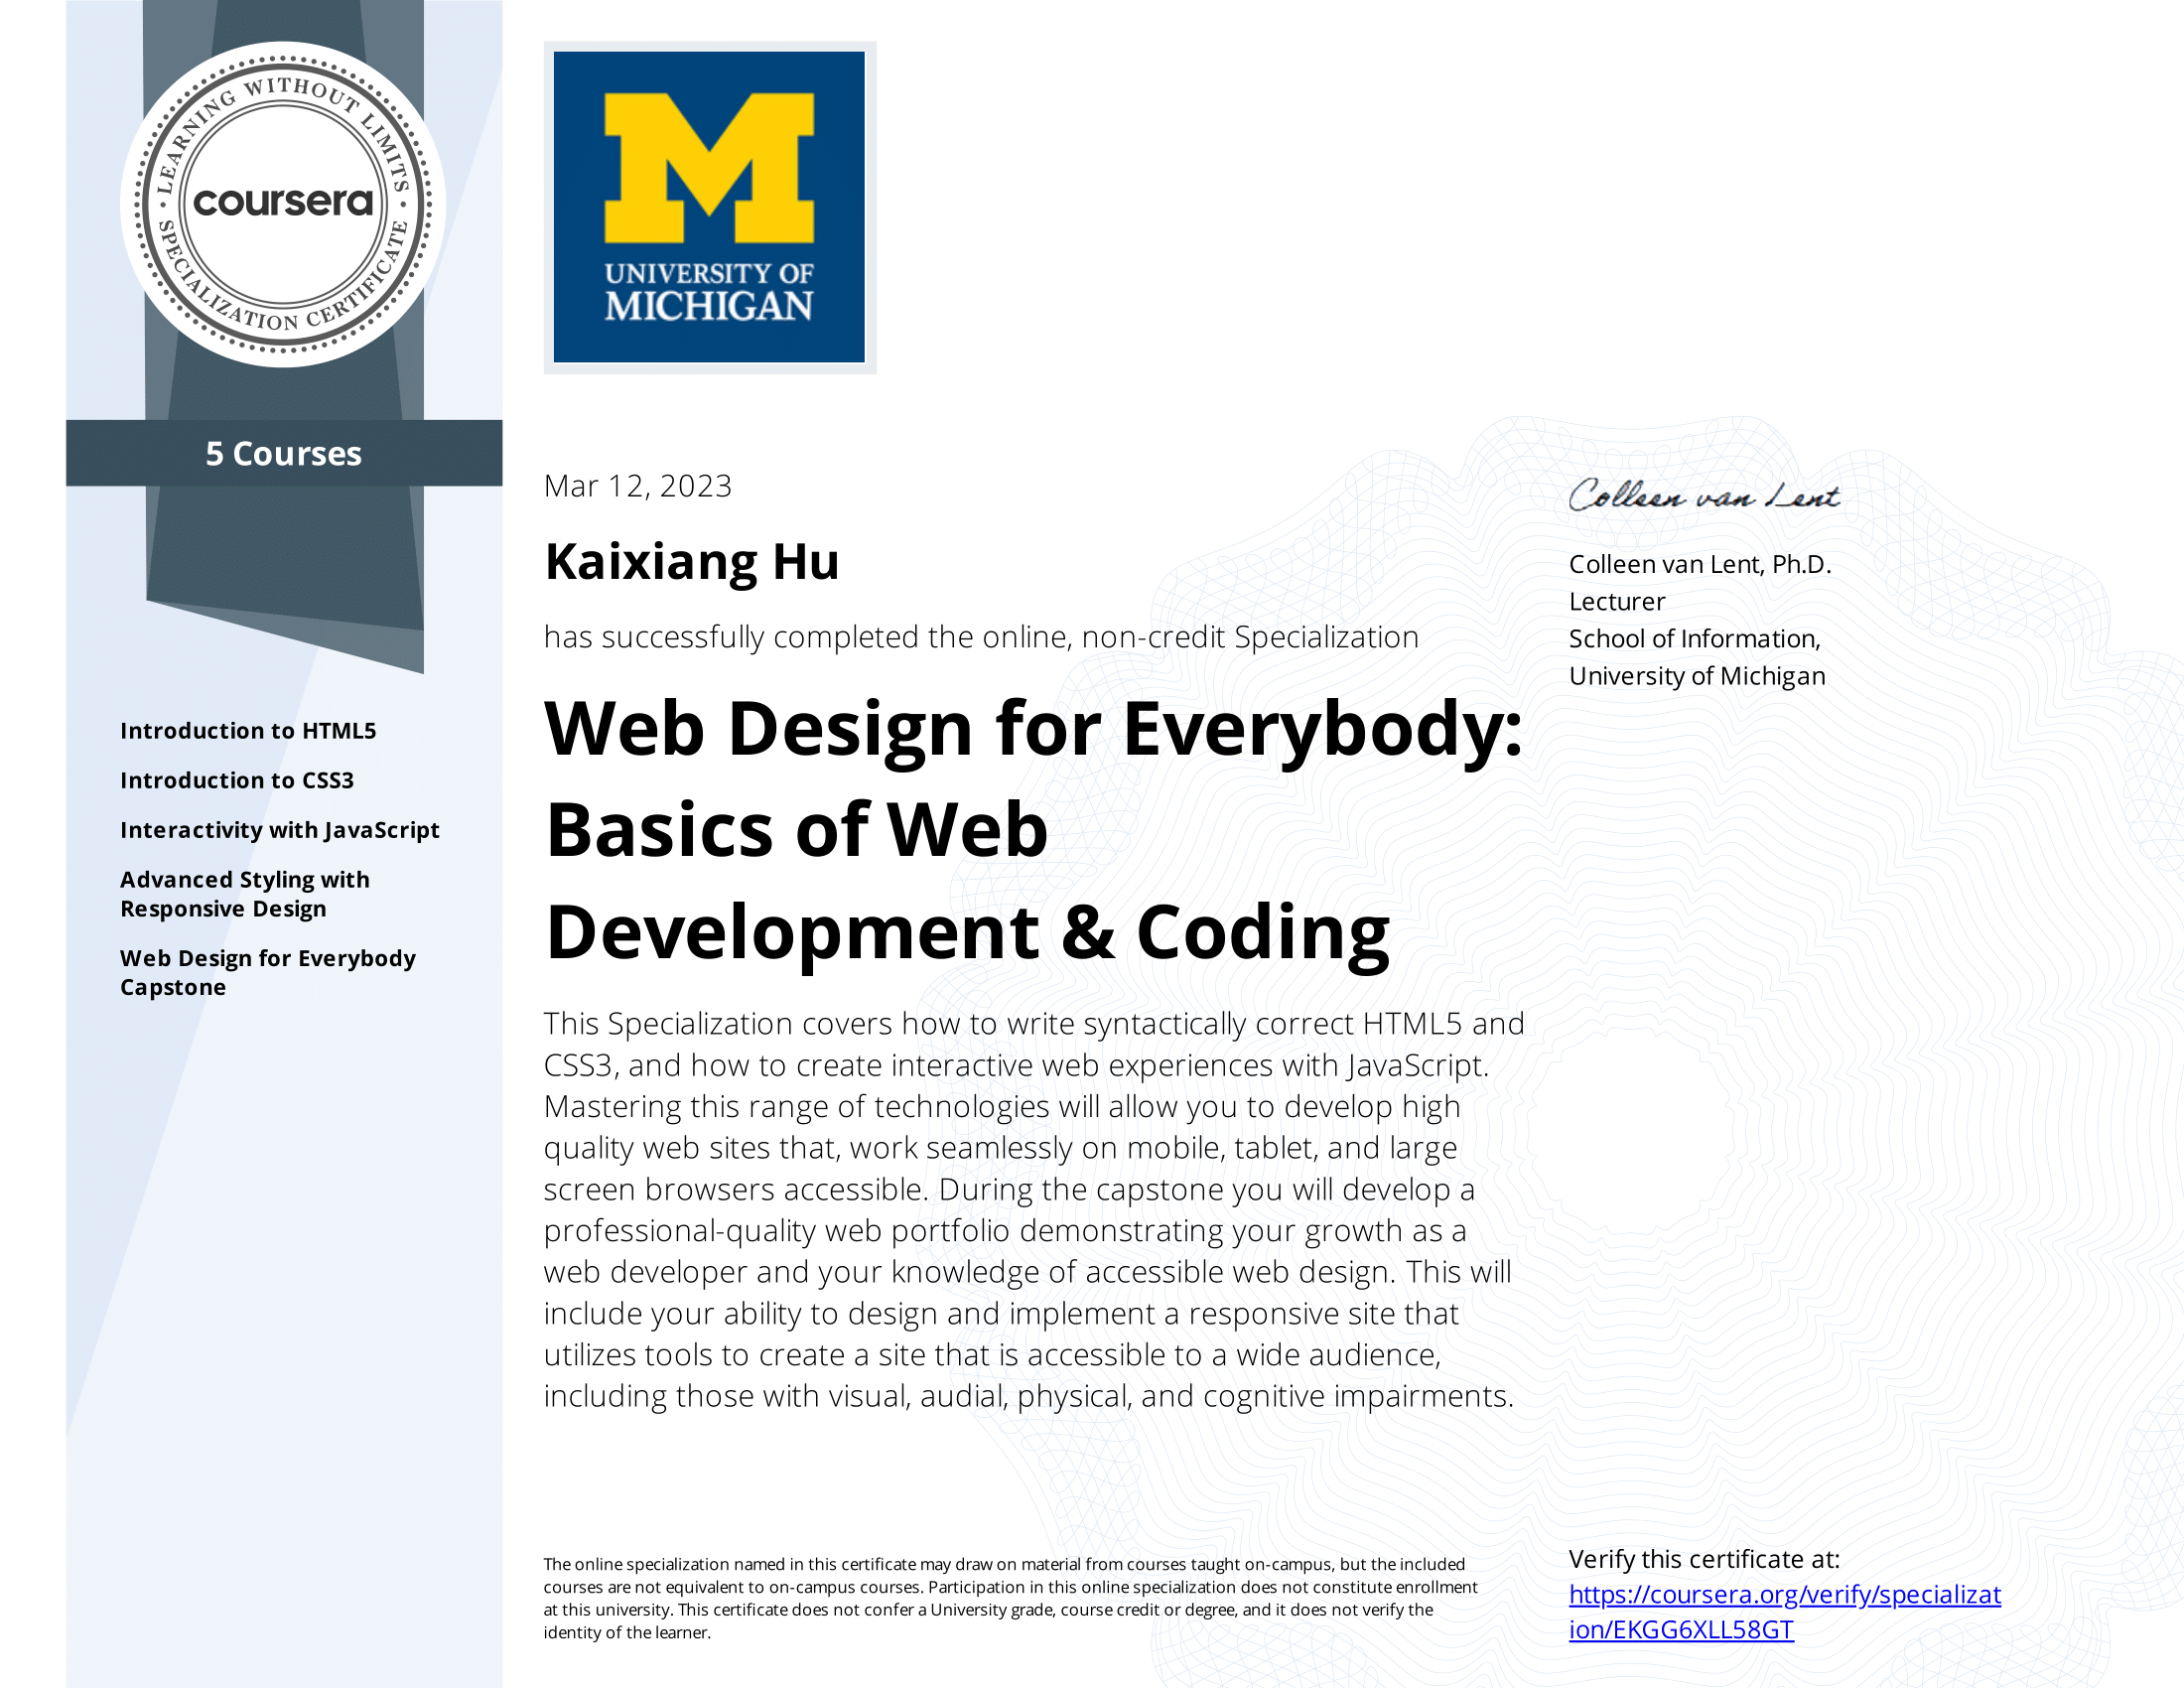 LEARNING WITHOUT LIMITS
coursera
SPECIALIZATION CERTIFICATE
5 Courses
Introduction to HTML5
Introduction to CSS3
Interactivity with JavaScript
Advanced Styling with
Responsive Design
Web Design for Everybody
Capstone
M
UNIVERSITY OF
MICHIGAN
Mar 12, 2023
Kaixiang Hu
has successfully completed the online, non-credit Specialization
Web Design for Everybody:
Basics of Web
Development & Coding
This Specialization covers how to write syntactically correct HTML5 and
CSS3, and how to create interactive web experiences with JavaScript.
Mastering this range of technologies will allow you to develop high
quality web sites that, work seamlessly on mobile, tablet, and large
screen browsers accessible. During the capstone you will develop a
professional-quality web portfolio demonstrating your growth as a
web developer and your knowledge of accessible web design. This will
include your ability to design and implement a responsive site that
utilizes tools to create a site that is accessible to a wide audience,
including those with visual, audial, physical, and cognitive impairments.
Colleen van Lent
Colleen van Lent, Ph.D.
Lecturer
School of Information,
University of Michigan
The online specialization named in this certificate may draw on material from courses taught on-campus, but the included
courses are not equivalent to on-campus courses. Participation in this online specialization does not constitute enrollment
at this university. This certificate does not confer a University grade, course credit or degree, and it does not verify the
identity of the learner.
Verify this certificate at:
https://coursera.org/verify/specializat
ion/EKGG6XLL58GT